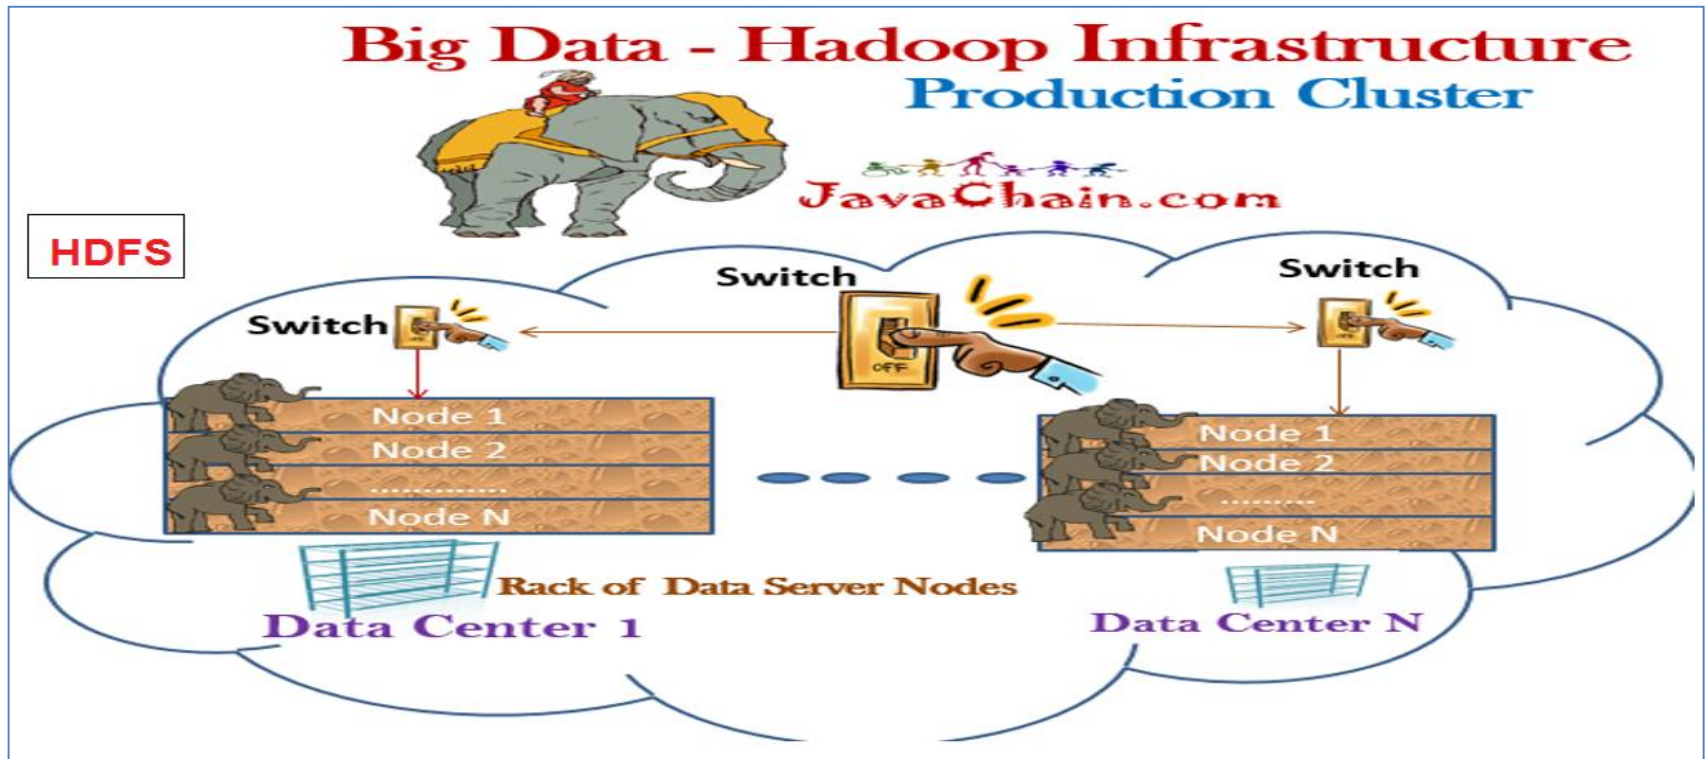 Big Data - Hadoop Infrastructure
Production Cluster
JavaChain.com
HDFS
Switch
Switch
Switch
OFF
Node 1
Node 2
..............
Node N
Node 1
Node 2
.........
Node N
Rack of Data Server Nodes
Data Center 1
Data Center N